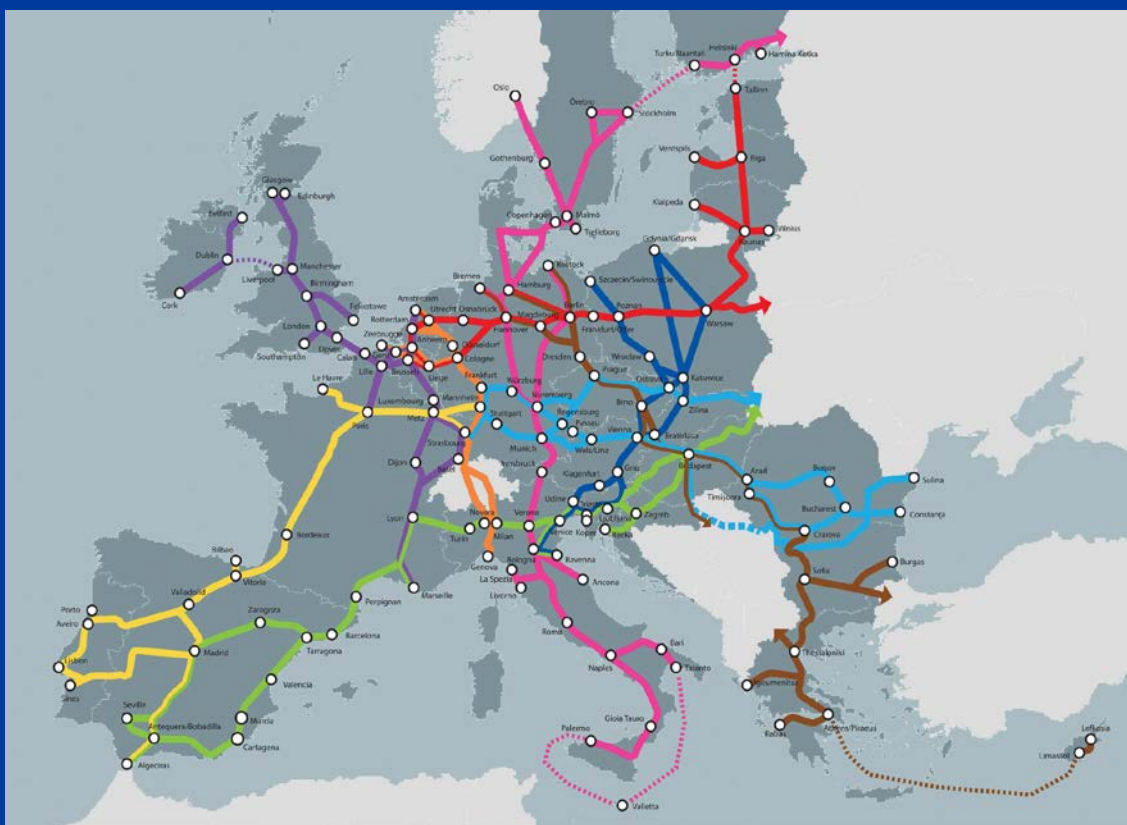 Turku Naantali
Helsinki
Hamina Kotka
Tallinn
Oslo
Örebro
Stockholm
Gothenburg
Ventspils
Riga
Klaipeda
Kaunas
Vilnius
Copenhagen
Malmö
Trelleborg
Glasgow
Edinburgh
Belfast
Dublin
Liverpool
Manchester
Cork
Birmingham
Felixstowe
London
Southampton
Dover
Calais
Gdynia/Gdansk
Rostock
Szczecin/Swinoujscie
Bremen
Hamburg
Berlin
Poznan
Warsaw
Amsterdam
Utrecht
Osnabrück
Magdeburg
Rotterdam
Hannover
Frankfurt/Oder
Zeebrugge
Antwerp
Düsseldorf
Cologne
Dresden
Wroclaw
Lille
Brussels
Liege
Le Havre
Frankfurt
Würzburg
Prague
Ostrava
Katowice
Luxembourg
Mannheim
Nuremberg
Brno
Zilina
Paris
Metz
Stuttgart
Regensburg
Passau
Strasbourg
Vienna
Bratislava
Munich
Wels/Linz
Dijon
Basel
Innsbruck
Klagenfurt
Graz
Budapest
Arad
Brasov
Sulina
Udine
Timişoara
Lyon
Novara
Verona
Trieste
Ljubljana
Zagreb
Bucharest
Constanţa
Turin
Milan
Venice
Koper
Rijeka
Craiova
Bordeaux
Bologna
Ravenna
Genova
La Spezia
Ancona
Sofia
Burgas
Bilbao
Vitoria
Marseille
Livorno
Valladolid
Perpignan
Porto
Aveiro
Zaragoza
Barcelona
Roma
Madrid
Tarragona
Bari
Naples
Taranto
Thessaloniki
Lisbon
Sines
Valencia
Igoumenitsa
Seville
Murcia
Gioia Tauro
Patras
Athens/Piraeus
Antequera/Bobadilla
Cartagena
Palermo
Lefkosia
Limassol
Algeciras
Valletta